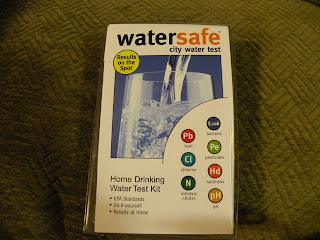 watersafe®
city water test
Results
on the
Spot
E.coli
bacteria
Pb
lead
Pe
pesticides
Cl
chlorine
Hd
hardness
N
nitrates/
nitrites
pH
pH
Home Drinking
Water Test Kit
• EPA Standards
• Do-It-yourself
• Results at Home